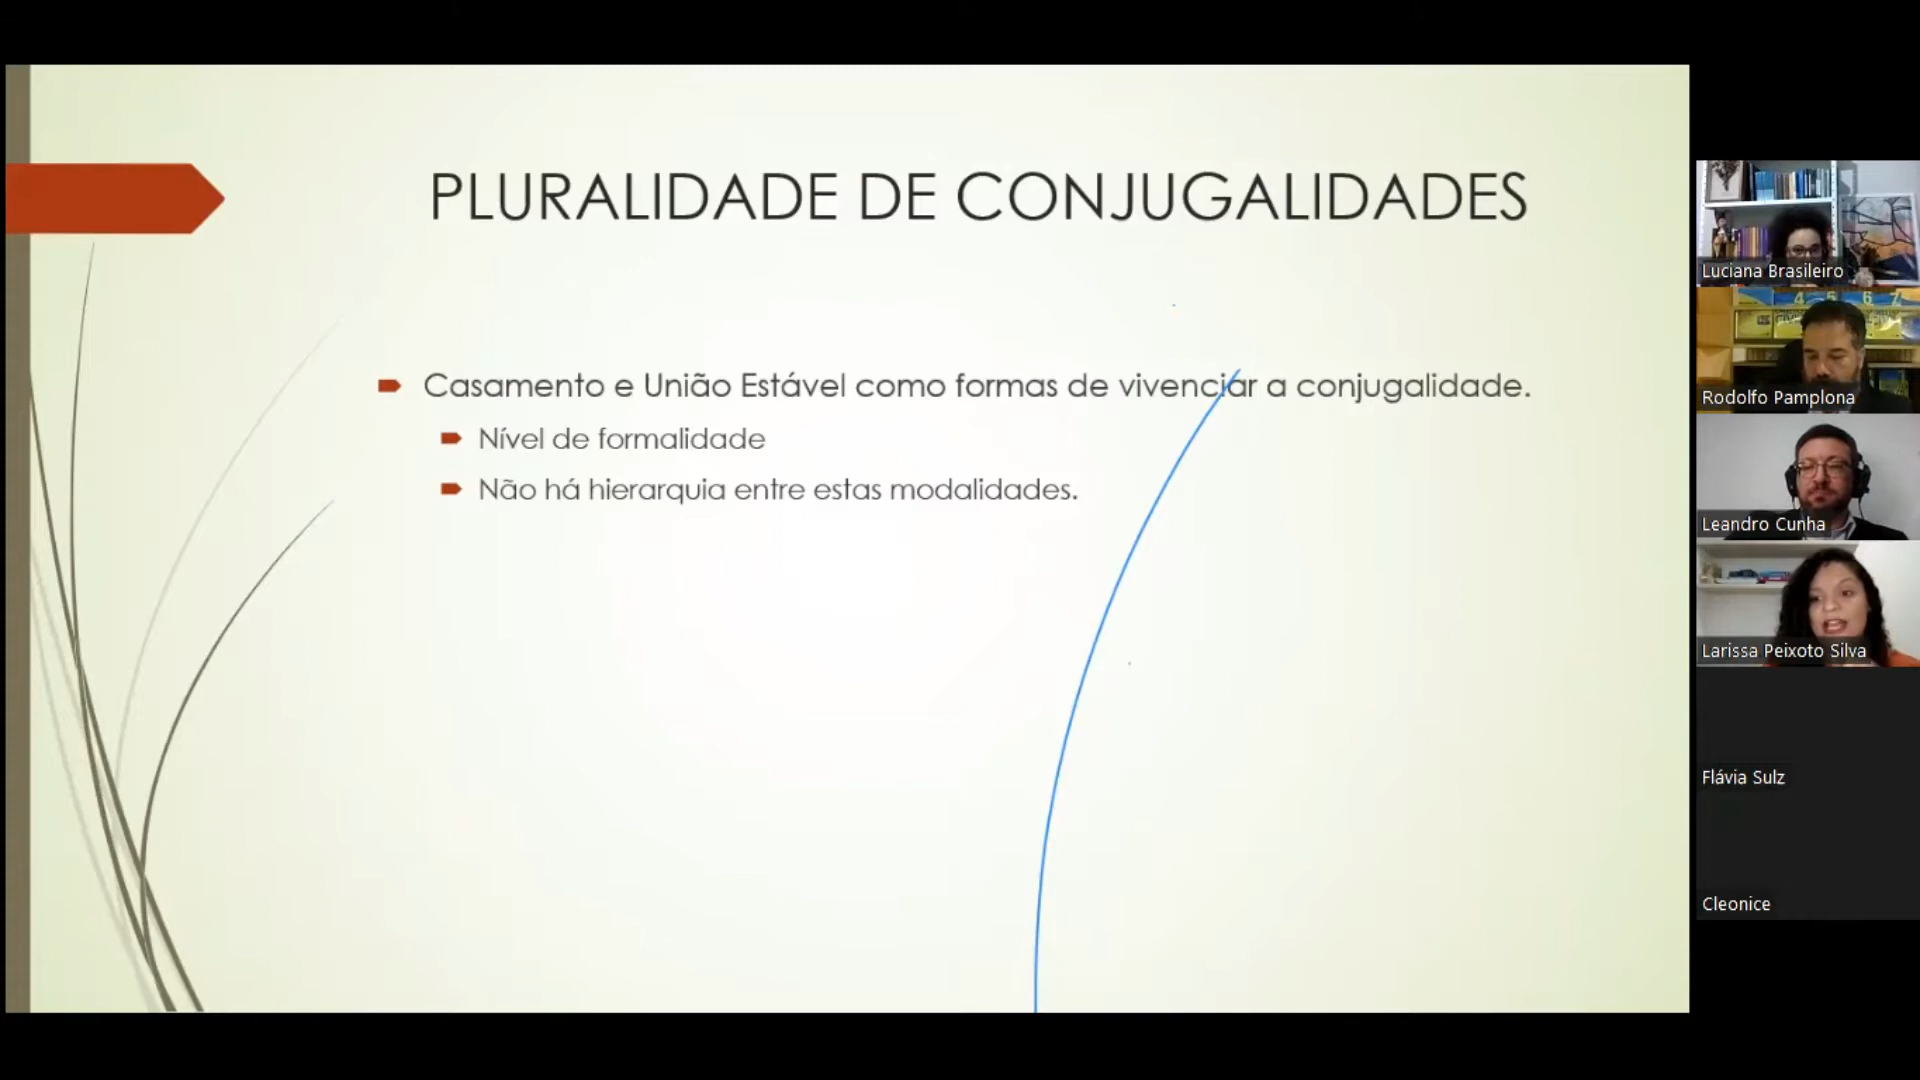 PLURALIDADE DE CONJUGALIDADES
Casamento e União Estável como formas de vivenciar a conjugalidade.
Nível de formalidade
Não há hierarquia entre estas modalidades.
Luciana Brasileiro
Rodolfo Pamplona
Leandro Cunha
Larissa Peixoto Silva
Flávia Sulz
Cleonice